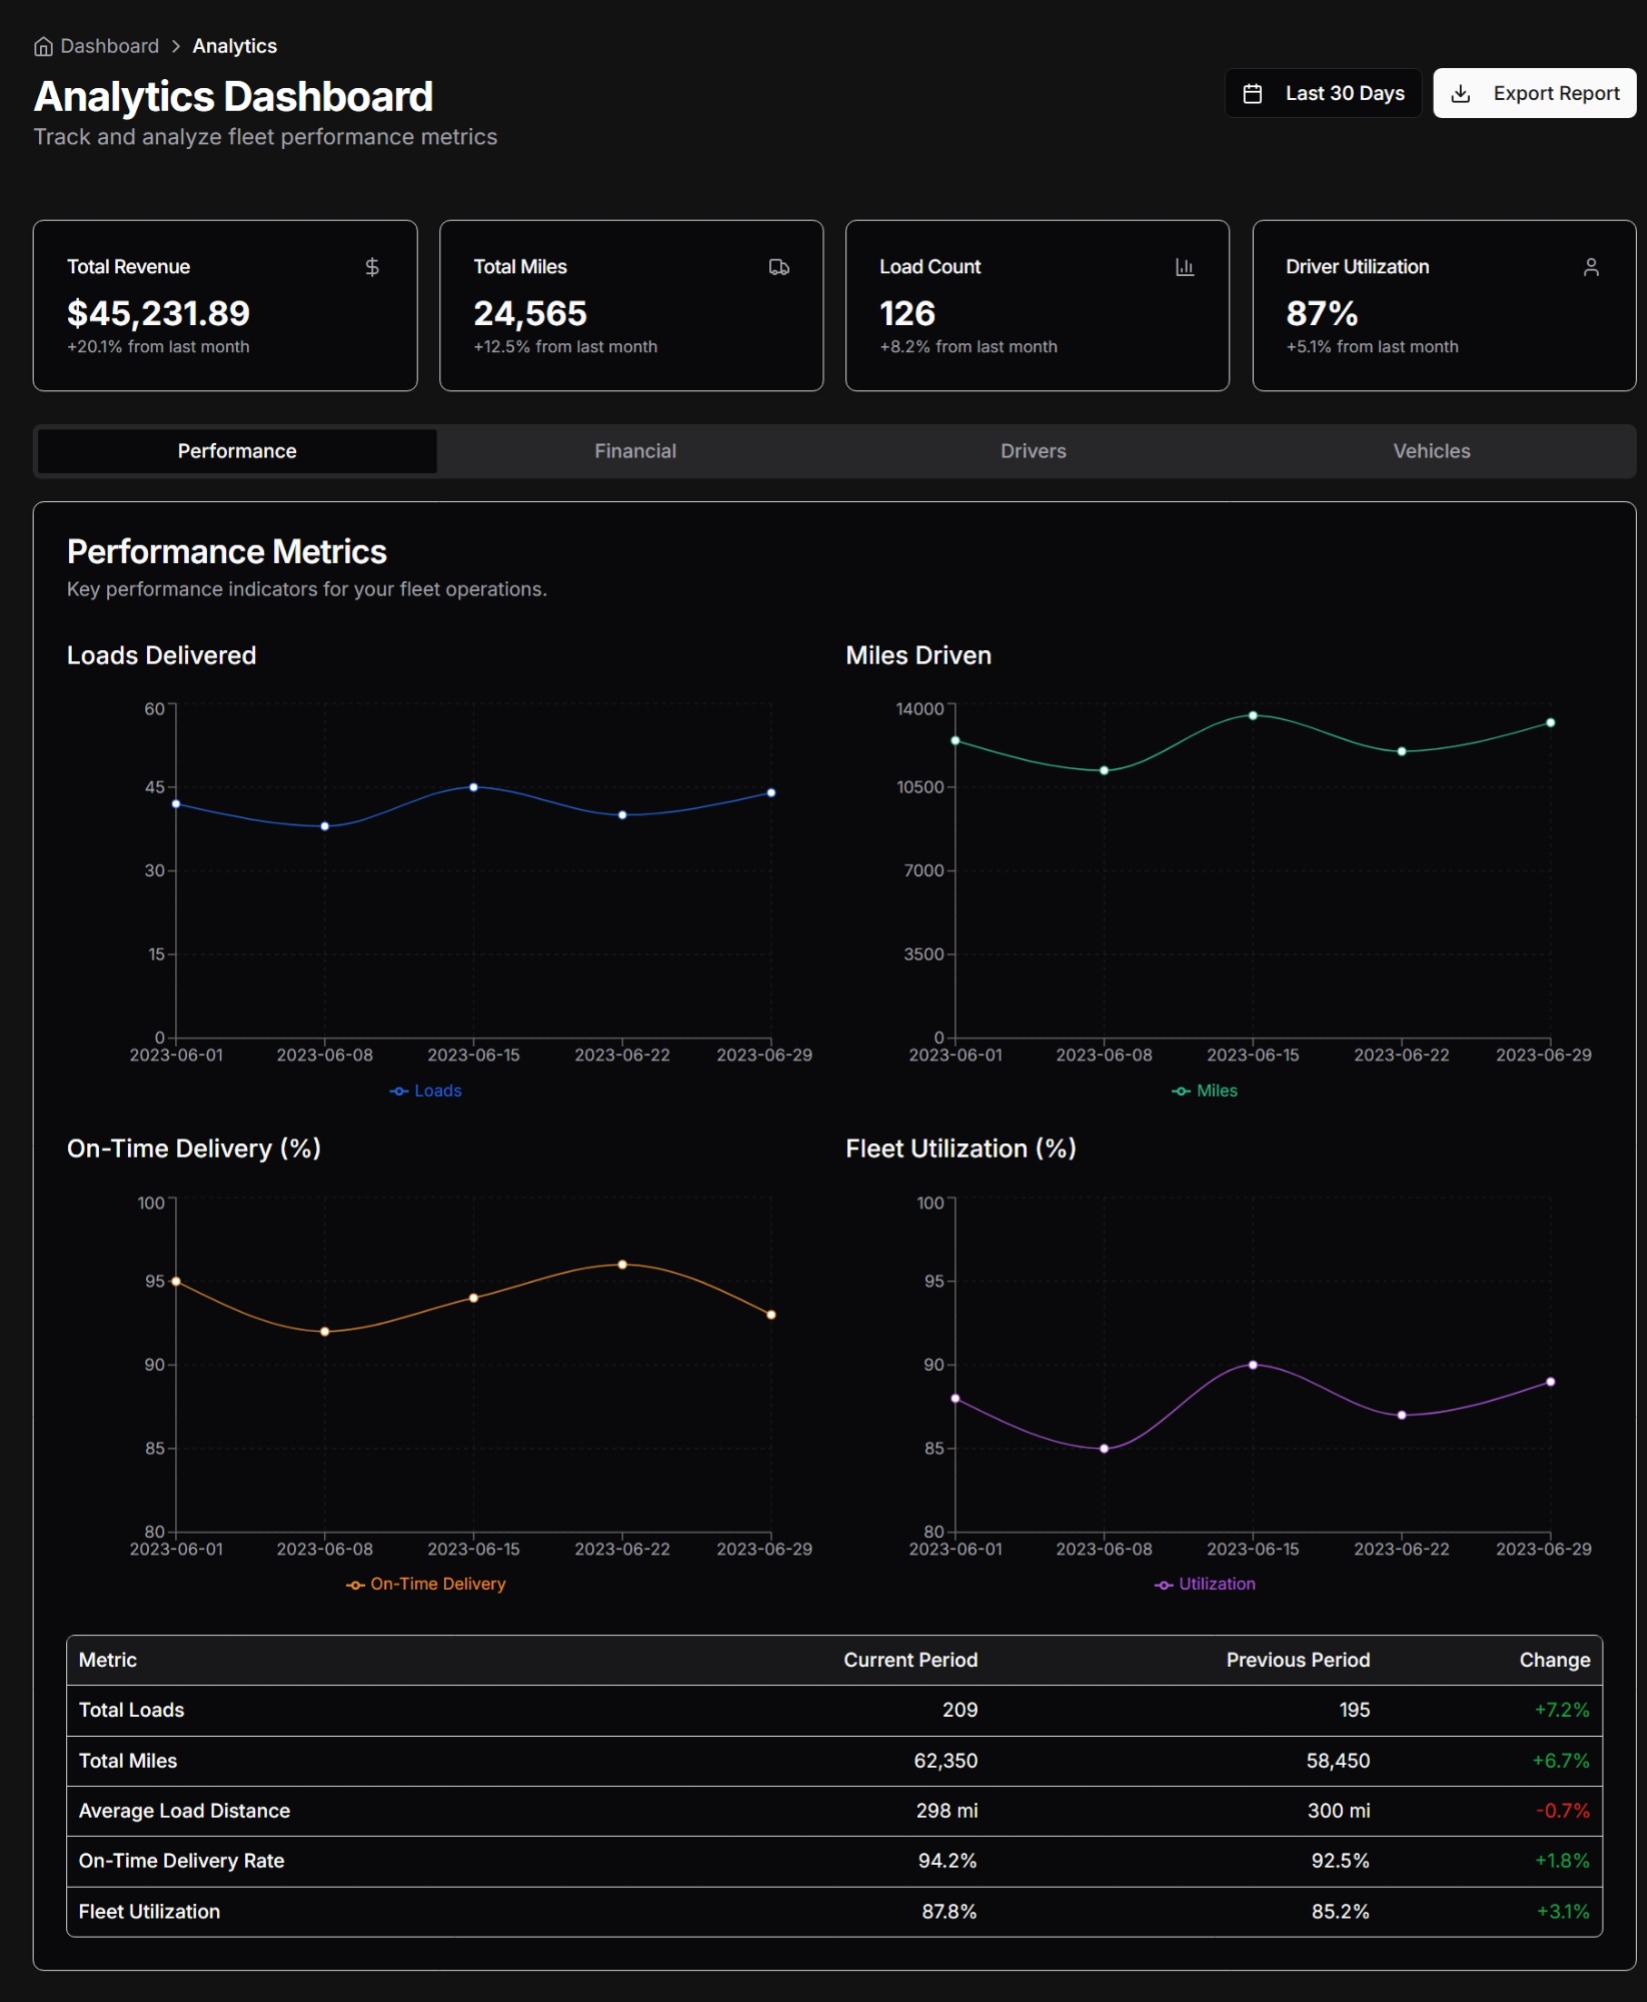 Dashboard > Analytics
Analytics Dashboard
Track and analyze fleet performance metrics
Last 30 Days
Export Report
Total Revenue
$45,231.89
+20.1% from last month
Total Miles
24,565
+12.5% from last month
Load Count
126
+8.2% from last month
Driver Utilization
87%
+5.1% from last month
Performance
Financial
Drivers
Vehicles
Performance Metrics
Key performance indicators for your fleet operations.
Loads Delivered
60
45
30
15
0
2023-06-01 2023-06-08 2023-06-15 2023-06-22 2023-06-29
Loads
Miles Driven
14000
10500
7000
3500
0
2023-06-01 2023-06-08 2023-06-15 2023-06-22 2023-06-29
Miles
On-Time Delivery (%)
100
95
90
85
80
2023-06-01 2023-06-08 2023-06-15 2023-06-22 2023-06-29
On-Time Delivery
Fleet Utilization (%)
100
95
90
85
80
2023-06-01 2023-06-08 2023-06-15 2023-06-22 2023-06-29
Utilization
Metric Current Period Previous Period Change
Total Loads 209 195 +7.2%
Total Miles 62,350 58,450 +6.7%
Average Load Distance 298 mi 300 mi -0.7%
On-Time Delivery Rate 94.2% 92.5% +1.8%
Fleet Utilization 87.8% 85.2% +3.1%